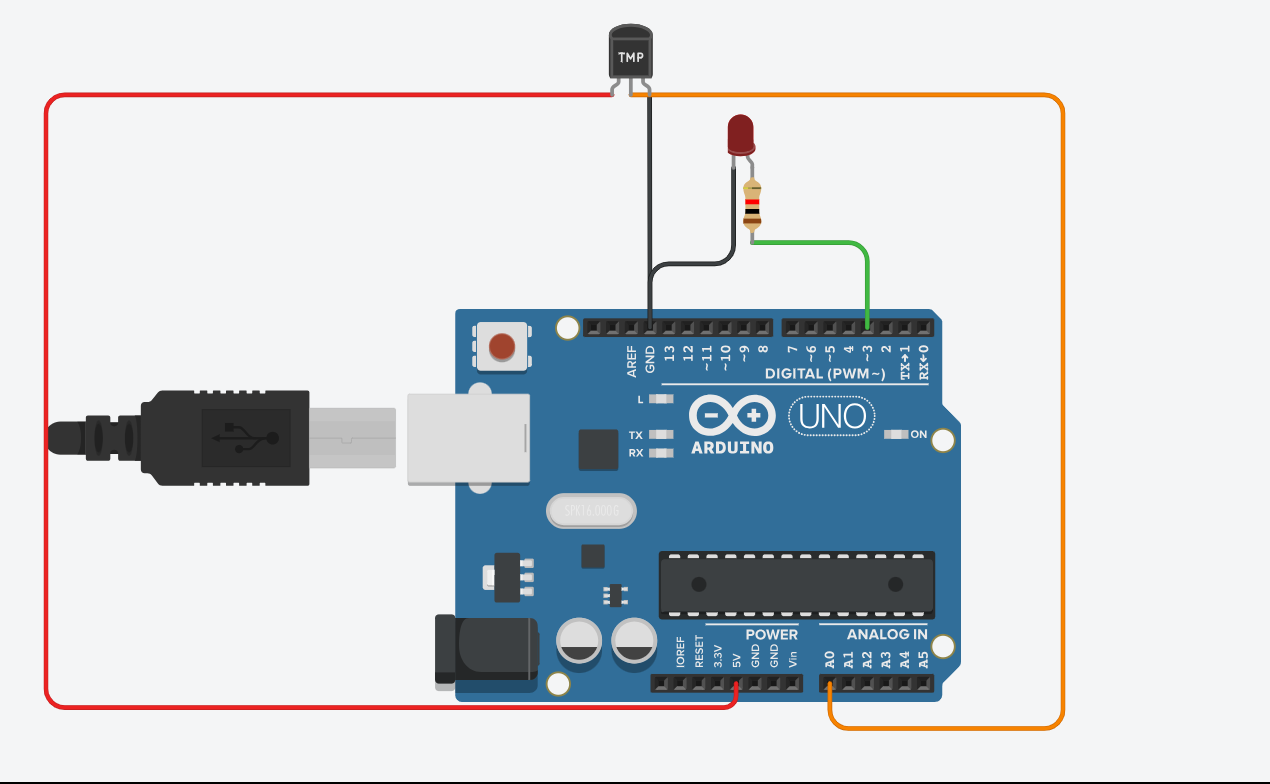 TMP
AREF
GND
13
12
~11
~10
~9
8
7
~6
~5
4
~3
2
TX→1
RX←0
DIGITAL (PWM~)
L
TX
RX
UNO
ARDUINO
ON
SPK16.000G
POWER
ANALOG IN
IOREF
RESET
3.3V
5V
GND
GND
Vin
A0
A1
A2
A3
A4
A5